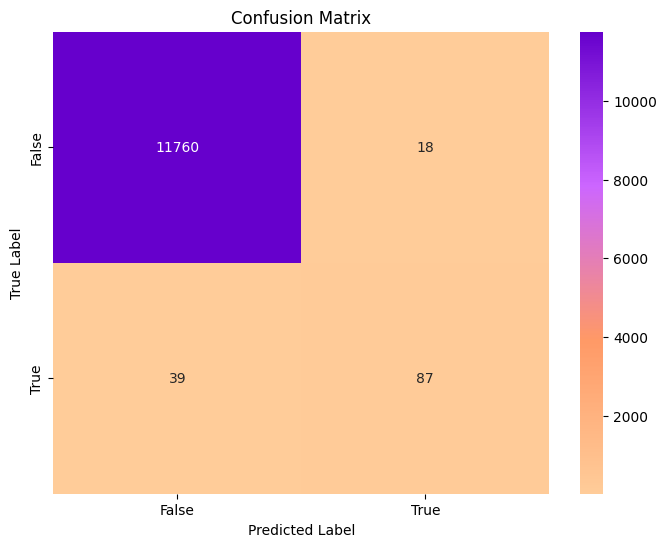 Confusion Matrix
True Label
False
11760
18
True
39
87
False
True
Predicted Label
10000
8000
6000
4000
2000